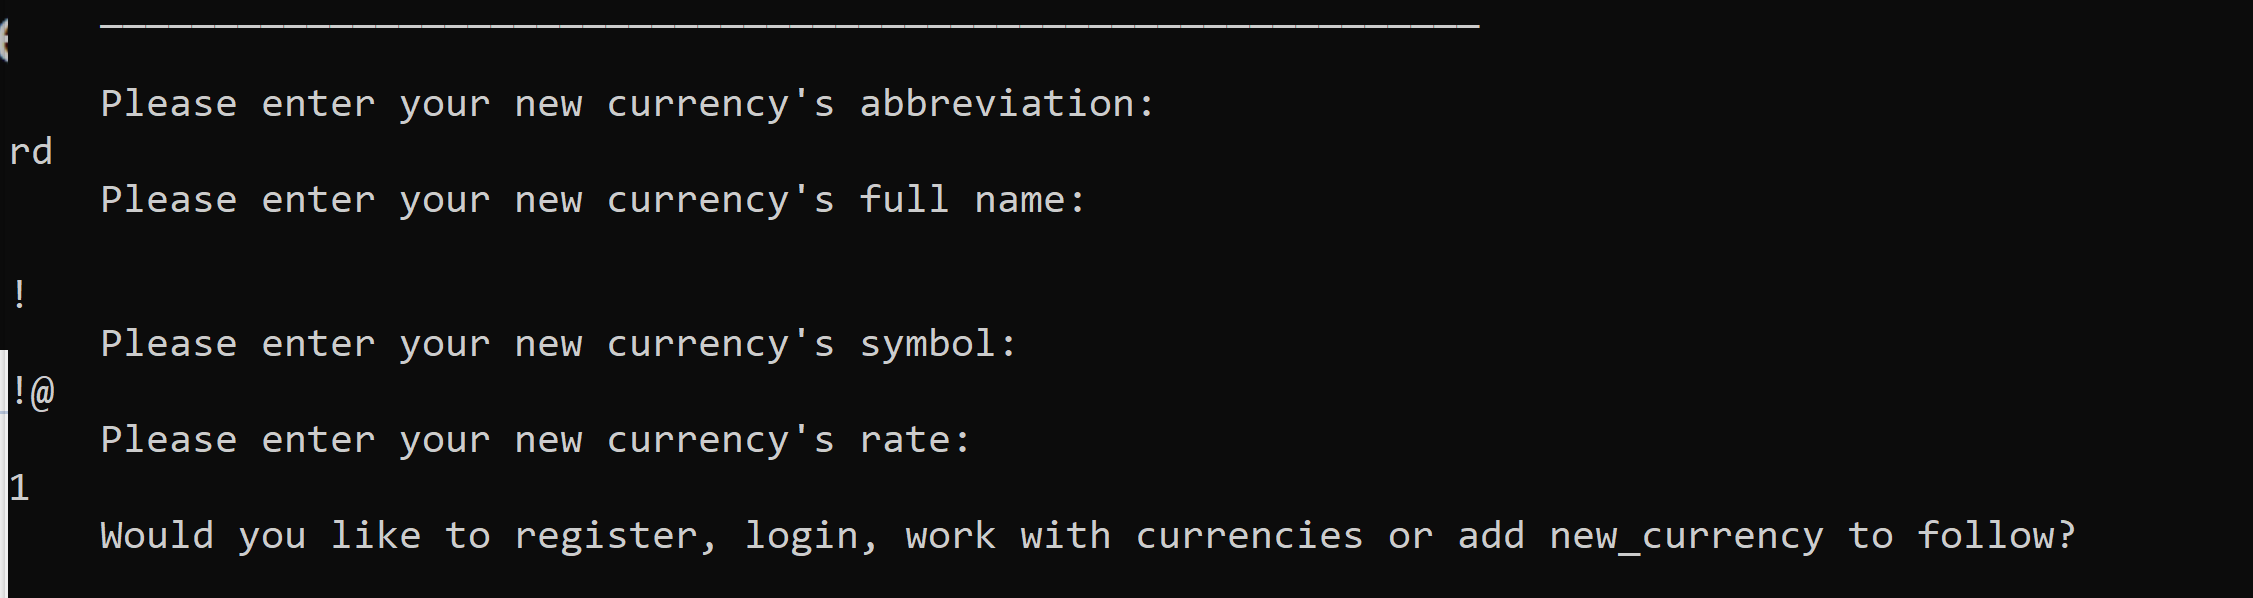 Please enter your new currency's abbreviation:
rd
Please enter your new currency's full name:
!
Please enter your new currency's symbol:
!@
Please enter your new currency's rate:
1
Would you like to register, login, work with currencies or add new_currency to follow?